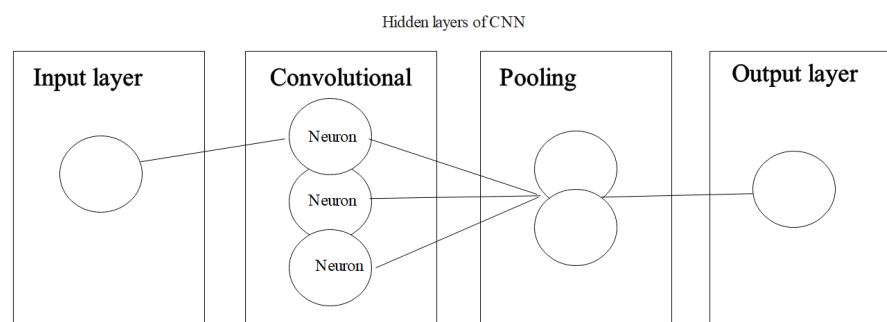 Hidden layers of CNN
Input layer
Convolutional
Pooling
Output layer
Neuron
Neuron
Neuron